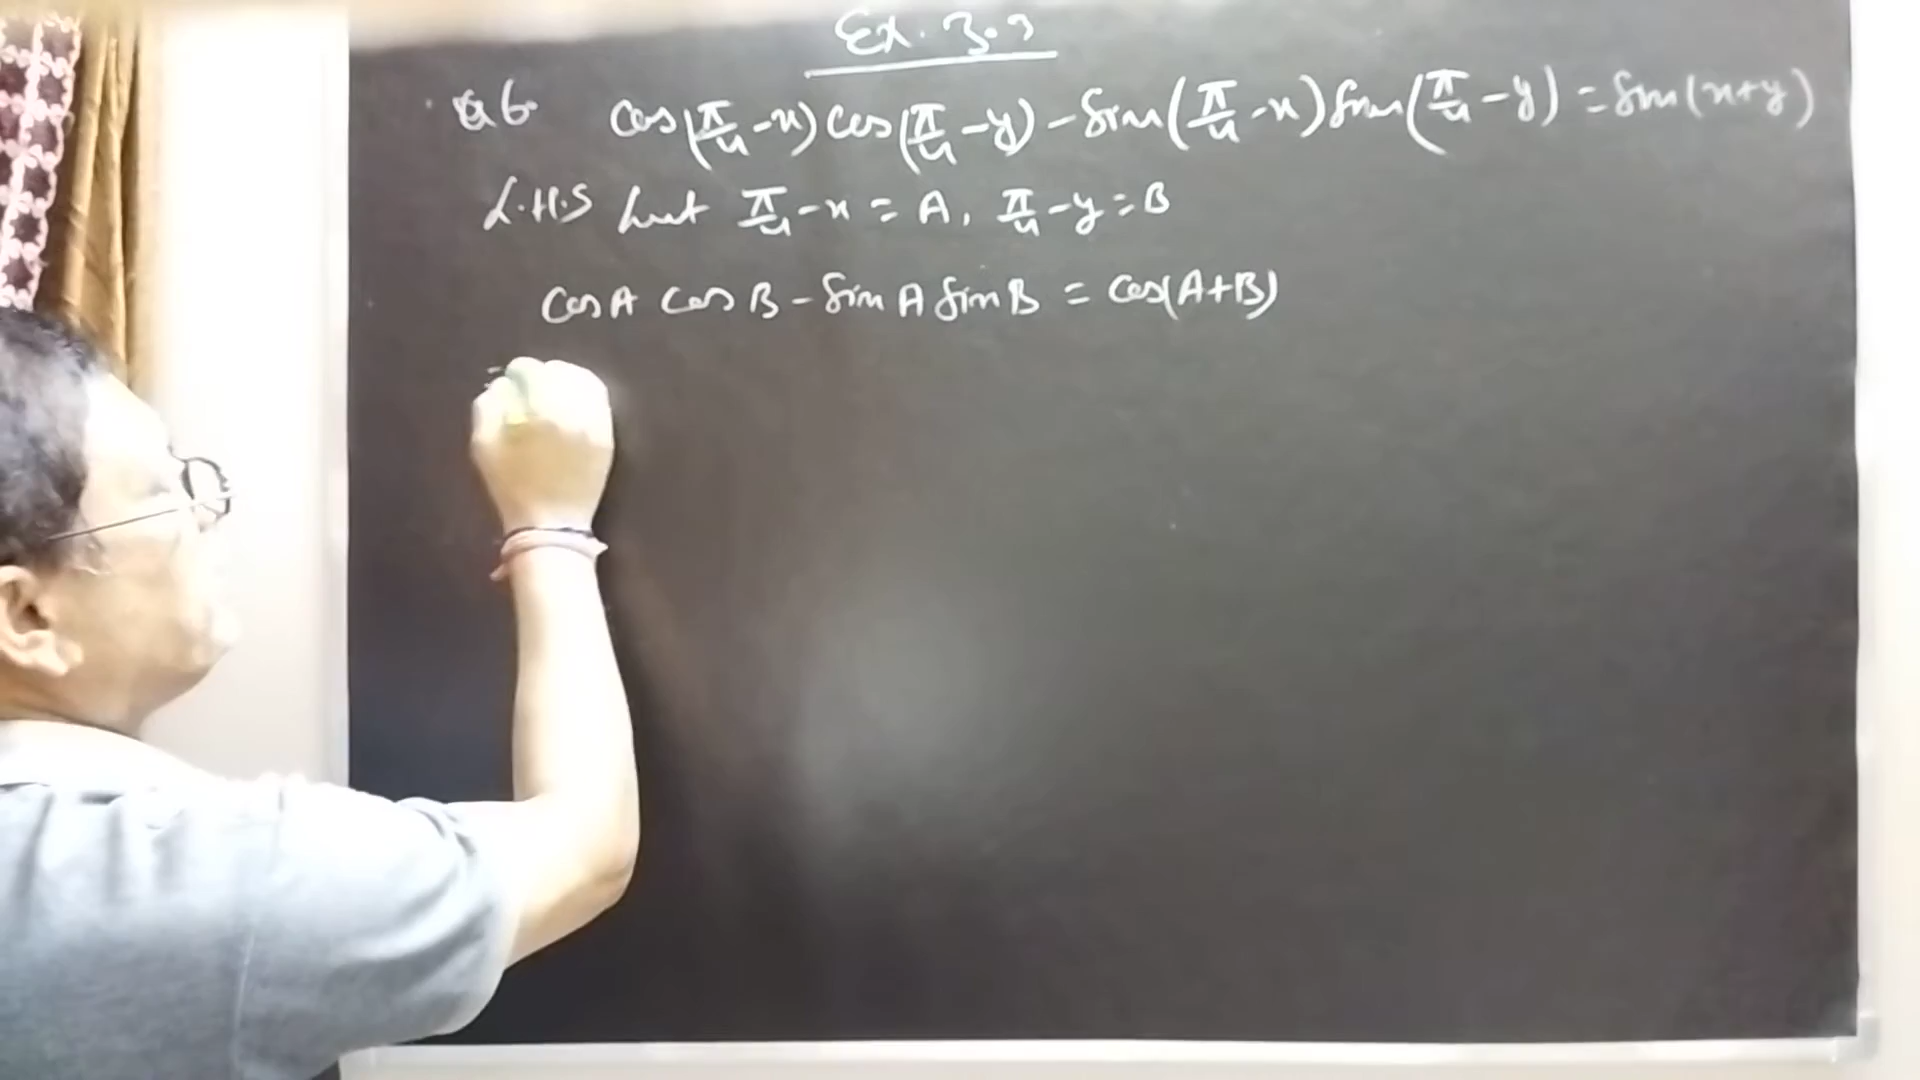 Ex. 3.3
Q6 cos(π/4 - x) cos(π/4 - y) - sin(π/4 - x) sin(π/4 - y) = sin(x+y)
L.H.S Let π/4 - x = A, π/4 - y = B
cos A cos B - sin A sin B = cos(A+B)
=